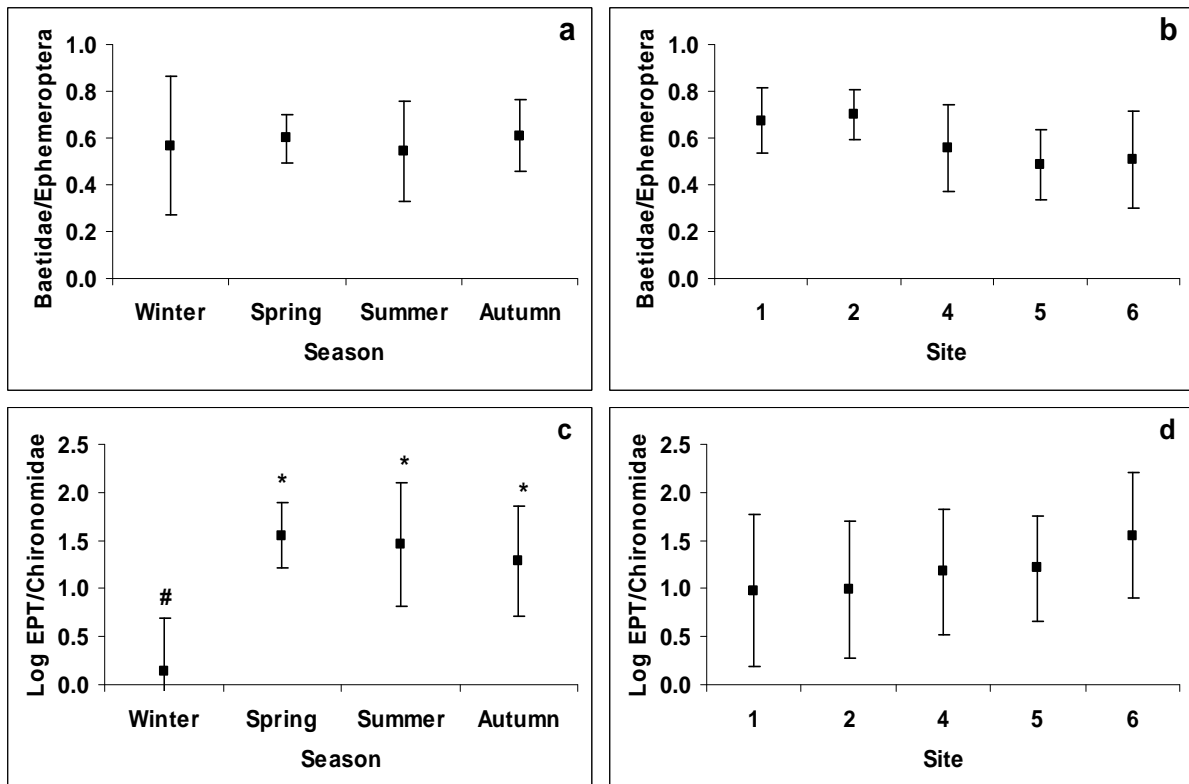 a
Baetidae/Ephemeroptera
1.0
0.8
0.6
0.4
0.2
0.0
Winter Spring Summer Autumn
Season
b
Baetidae/Ephemeroptera
1.0
0.8
0.6
0.4
0.2
0.0
1 2 4 5 6
Site
c
Log EPT/Chironomidae
2.5
2.0
1.5
1.0
0.5
0.0
# * * *
Winter Spring Summer Autumn
Season
d
Log EPT/Chironomidae
2.5
2.0
1.5
1.0
0.5
0.0
1 2 4 5 6
Site